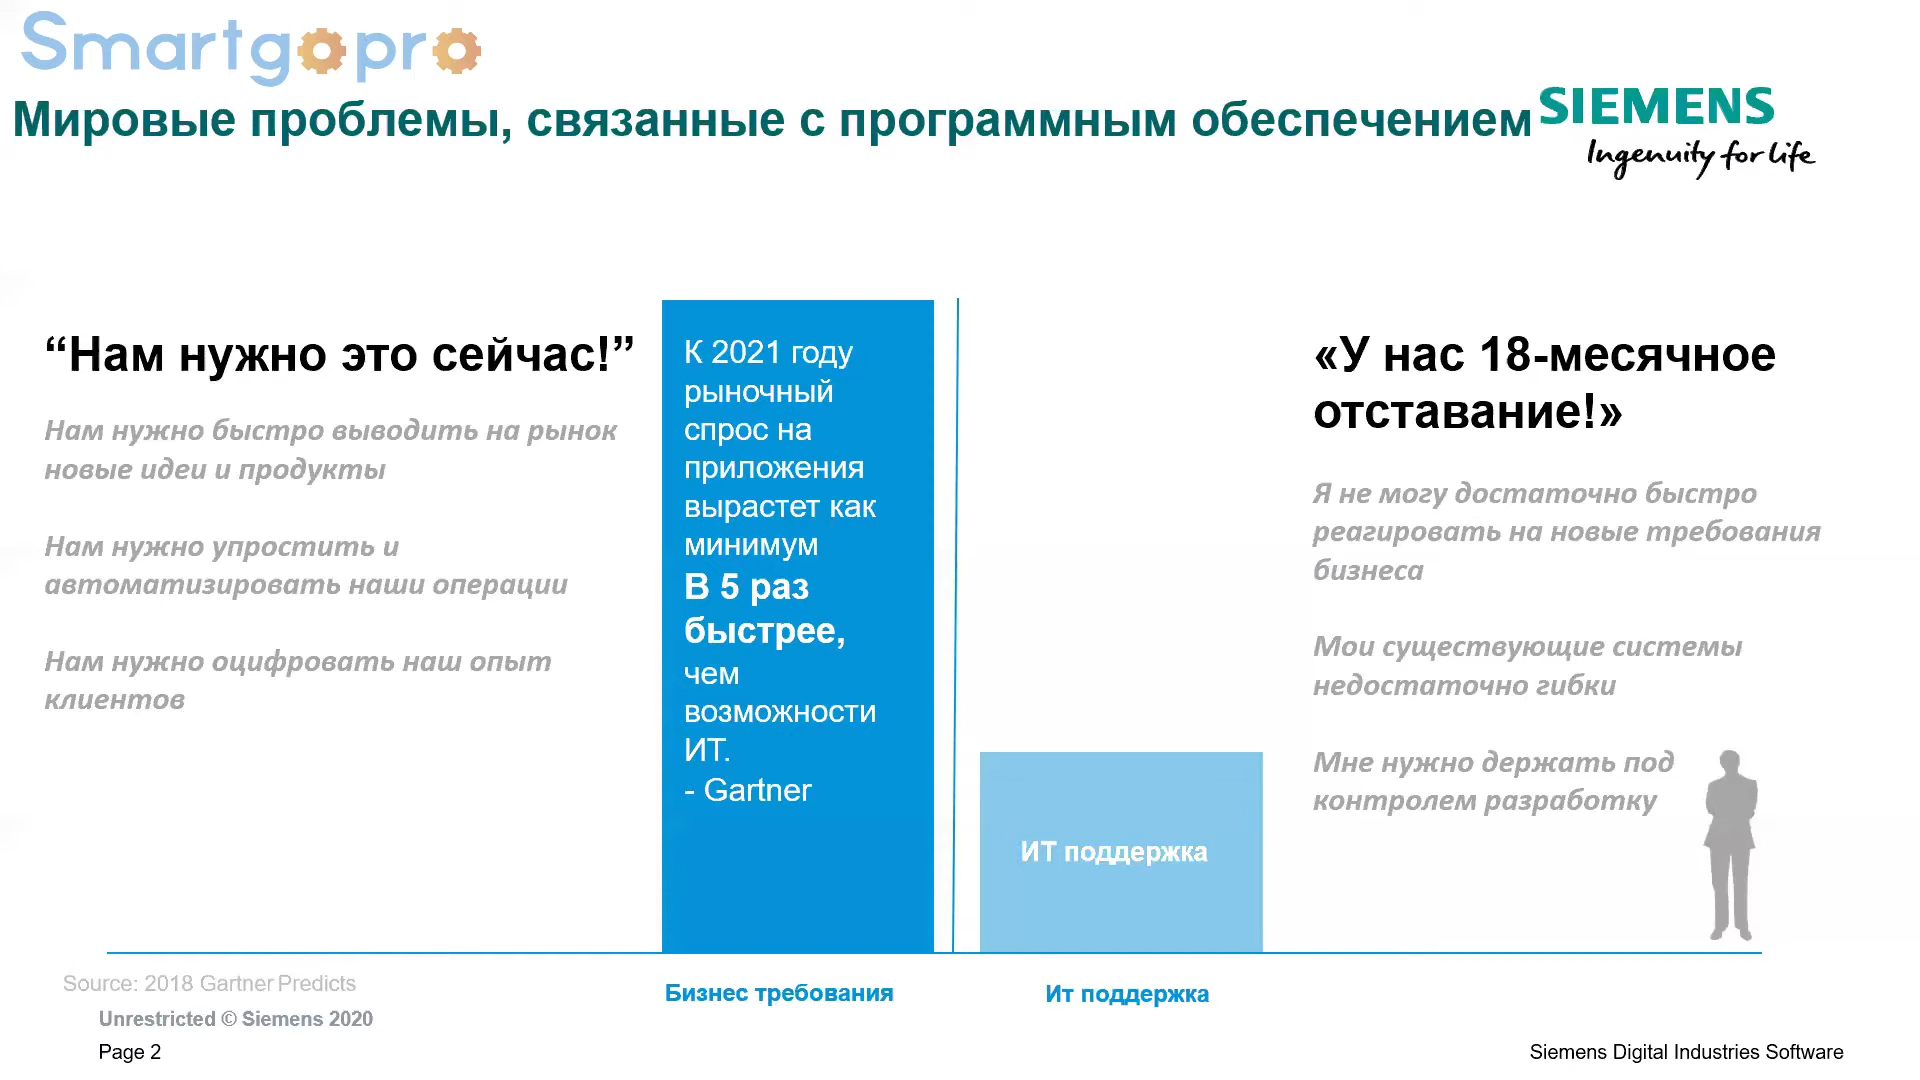 Smartgopro
Мировые проблемы, связанные с программным обеспечением
SIEMENS
Ingenuity for life
“Нам нужно это сейчас!”
Нам нужно быстро выводить на рынок
новые идеи и продукты
Нам нужно упростить и
автоматизировать наши операции
Нам нужно оцифровать наш опыт
клиентов
К 2021 году
рыночный
спрос на
приложения
вырастет как
минимум
В 5 раз
быстрее,
чем
возможности
ИТ.
- Gartner
ИТ поддержка
«У нас 18-месячное
отставание!»
Я не могу достаточно быстро
реагировать на новые требования
бизнеса
Мои существующие системы
недостаточно гибки
Мне нужно держать под
контролем разработку
Бизнес требования
Ит поддержка
Source: 2018 Gartner Predicts
Unrestricted © Siemens 2020
Page 2
Siemens Digital Industries Software